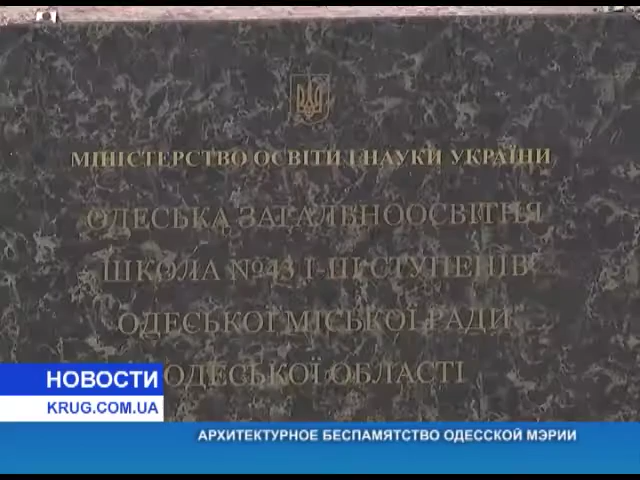 МІНІСТЕРСТВО ОСВІТИ І НАУКИ УКРАЇНИ
ОДЕСЬКА ЗАГАЛЬНООСВІТНЯ
ШКОЛА №43 І-ІІІ СТУПЕНІВ
ОДЕСЬКОЇ МІСЬКОЇ РАДИ
ОДЕСЬКОЇ ОБЛАСТІ
НОВОСТИ
KRUG.COM.UA
АРХИТЕКТУРНОЕ БЕСПАМЯТСТВО ОДЕССКОЙ МЭРИИ